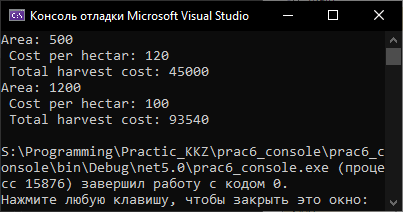 Консоль отладки Microsoft Visual Studio
Area: 500
Cost per hectar: 120
Total harvest cost: 45000
Area: 1200
Cost per hectar: 100
Total harvest cost: 93540
S:\Programming\Practic_KKZ\prac6_console\prac6_c
onsole\bin\Debug\net5.0\prac6_console.exe (проце
сс 15876) завершил работу с кодом 0.
Нажмите любую клавишу, чтобы закрыть это окно: